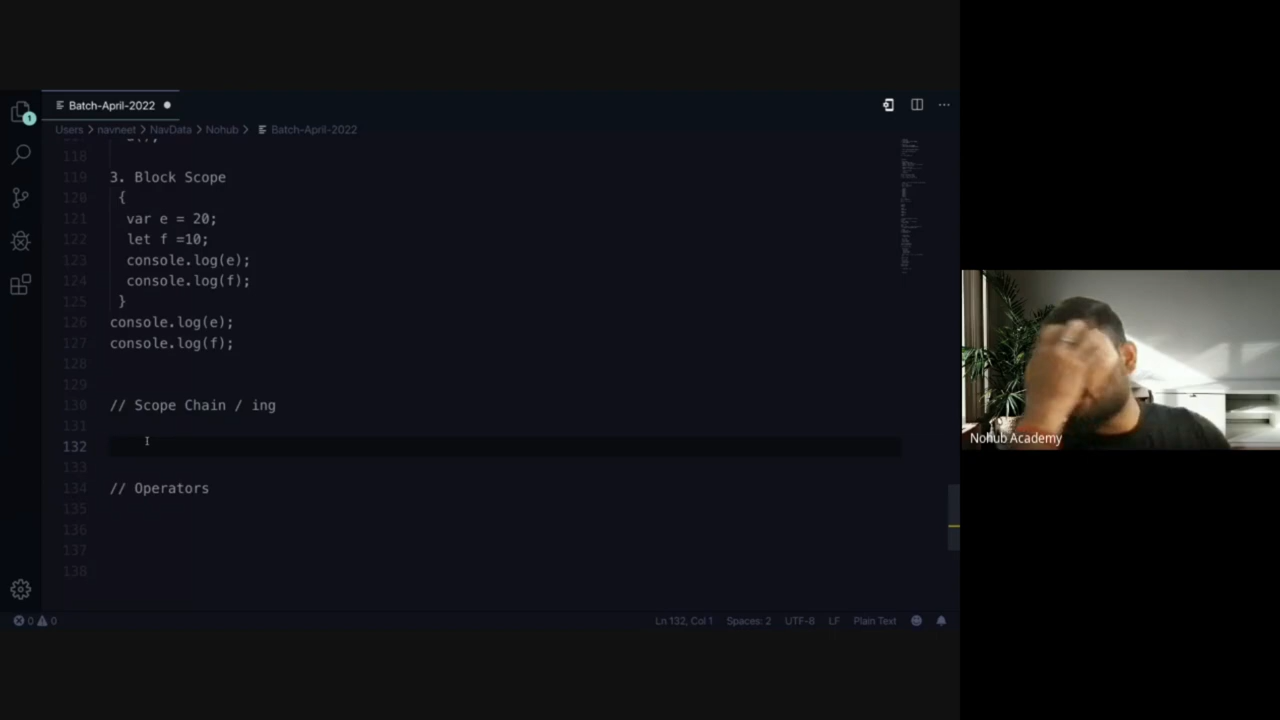 Batch-April-2022
1
Users > navneet > NavData > Nohub > Batch-April-2022
118
119 3. Block Scope
120 {
121 var e = 20;
122 let f =10;
123 console.log(e);
124 console.log(f);
125 }
126 console.log(e);
127 console.log(f);
128
129
130 // Scope Chain / ing
131
132
133
134 // Operators
135
136
137
138
Nohub Academy
0 0 Ln 132, Col 1 Spaces: 2 UTF-8 LF Plain Text